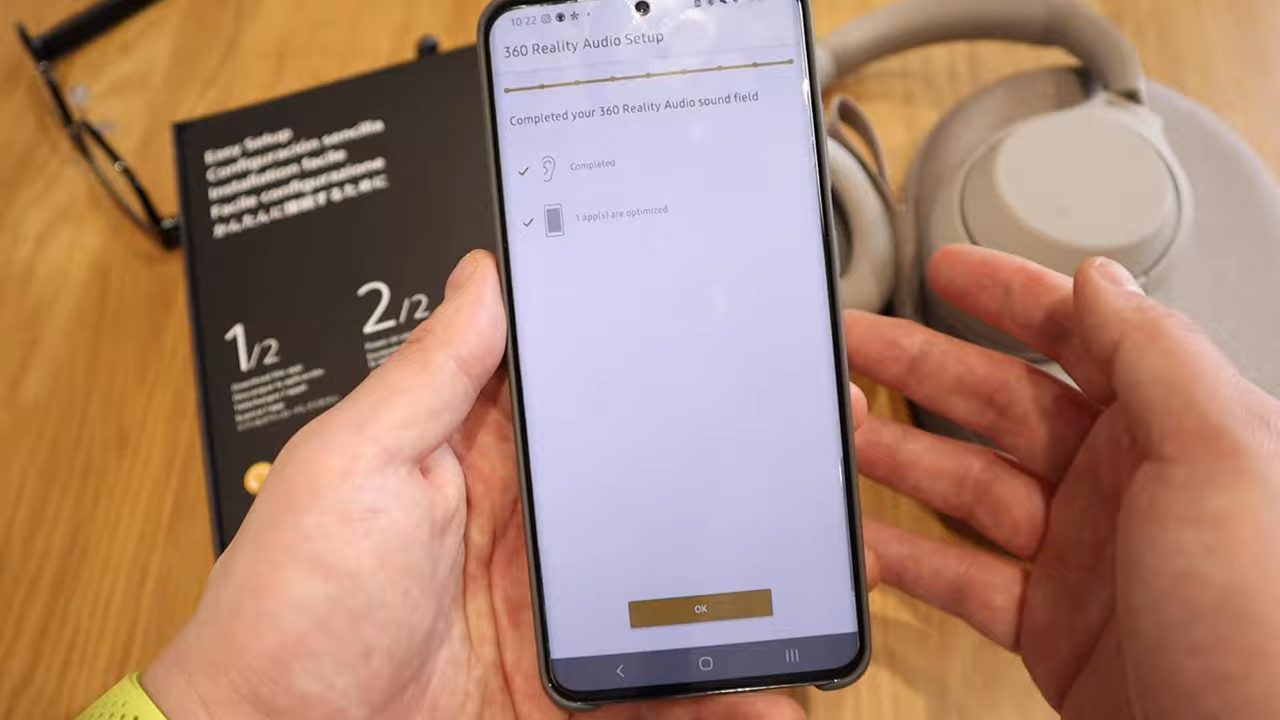 10:22
360 Reality Audio Setup
Completed your 360 Reality Audio sound field
Completed
1 app(s) are optimized
OK
Easy Setup
Configuración sencilla
Installation facile
Facile configurazione
かんたんに接続するために
1/2
2/2